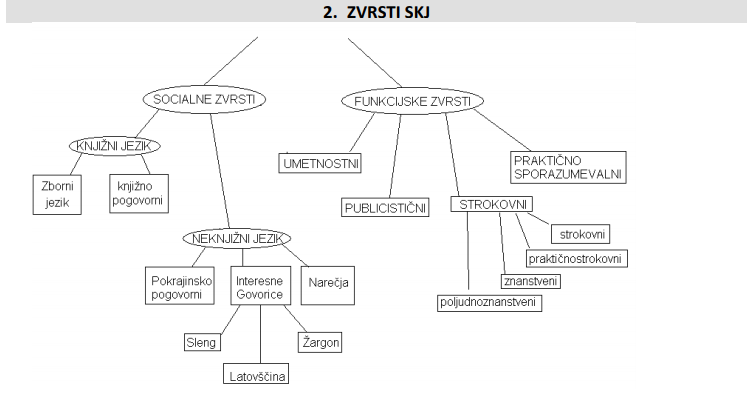 2. ZVRSTI SKJ
SOCIALNE ZVRSTI
FUNKCIJSKE ZVRSTI
KNJIŽNI JEZIK
Zborni
jezik
knjižno
pogovorni
NEKNJIŽNI JEZIK
Pokrajinsko
pogovorni
Interesne
Govorice
Narečja
Sleng
Latovščina
Žargon
UMETNOSTNI
PUBLICISTIČNI
STROKOVNI
PRAKTIČNO
SPORAZUMEVALNI
strokovni
praktičnostrokovni
znanstveni
poljudnoznanstveni